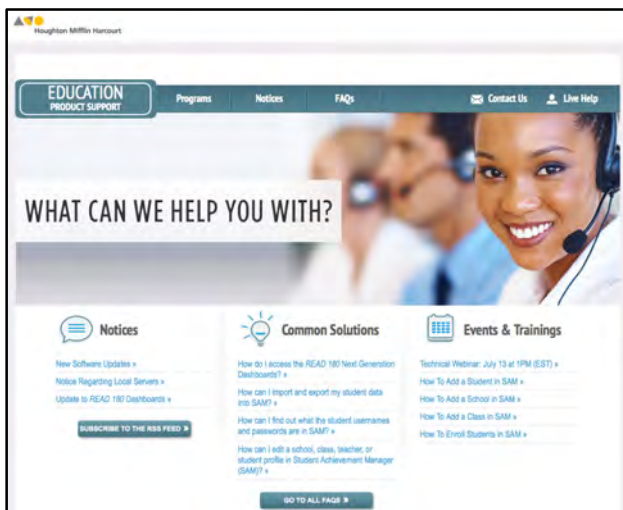 Houghton Mifflin Harcourt
EDUCATION
PRODUCT SUPPORT
Programs
Notices
FAQs
Contact Us
Live Help
WHAT CAN WE HELP YOU WITH?
Notices
New Software Updates »
Notice Regarding Local Servers »
Update to READ 180 Dashboards »
SUBSCRIBE TO THE RSS FEED »
Common Solutions
How do I access the READ 180 Next Generation
Dashboards? »
How can I import and export my student data
into SAM? »
How can I find out what the student usernames
and passwords are in SAM? »
How can I edit a school, class, teacher, or
student profile in Student Achievement Manager
(SAM)? »
GO TO ALL FAQS »
Events & Trainings
Technical Webinar: July 13 at 1PM (EST) »
How To Add a Student in SAM »
How To Add a School in SAM »
How To Add a Class in SAM »
How To Enroll Students in SAM »